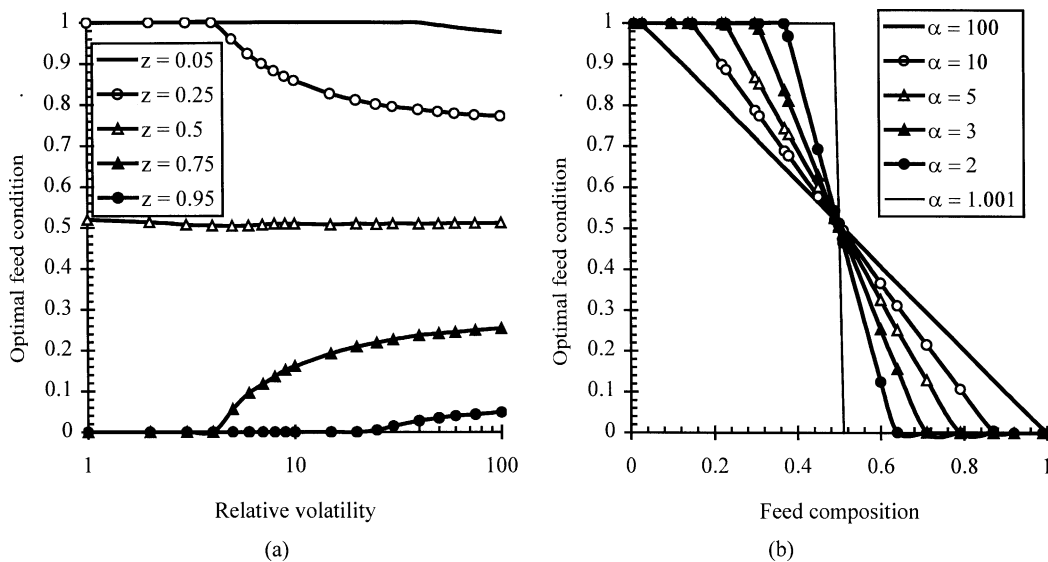 1
0.9
0.8
0.7
0.6
0.5
0.4
0.3
0.2
0.1
0
Optimal feed condition
z = 0.05
z = 0.25
z = 0.5
z = 0.75
z = 0.95
1
10
100
Relative volatility
(a)
1
0.9
0.8
0.7
0.6
0.5
0.4
0.3
0.2
0.1
0
Optimal feed condition
α = 100
α = 10
α = 5
α = 3
α = 2
α = 1.001
0
0.2
0.4
0.6
0.8
1
Feed composition
(b)